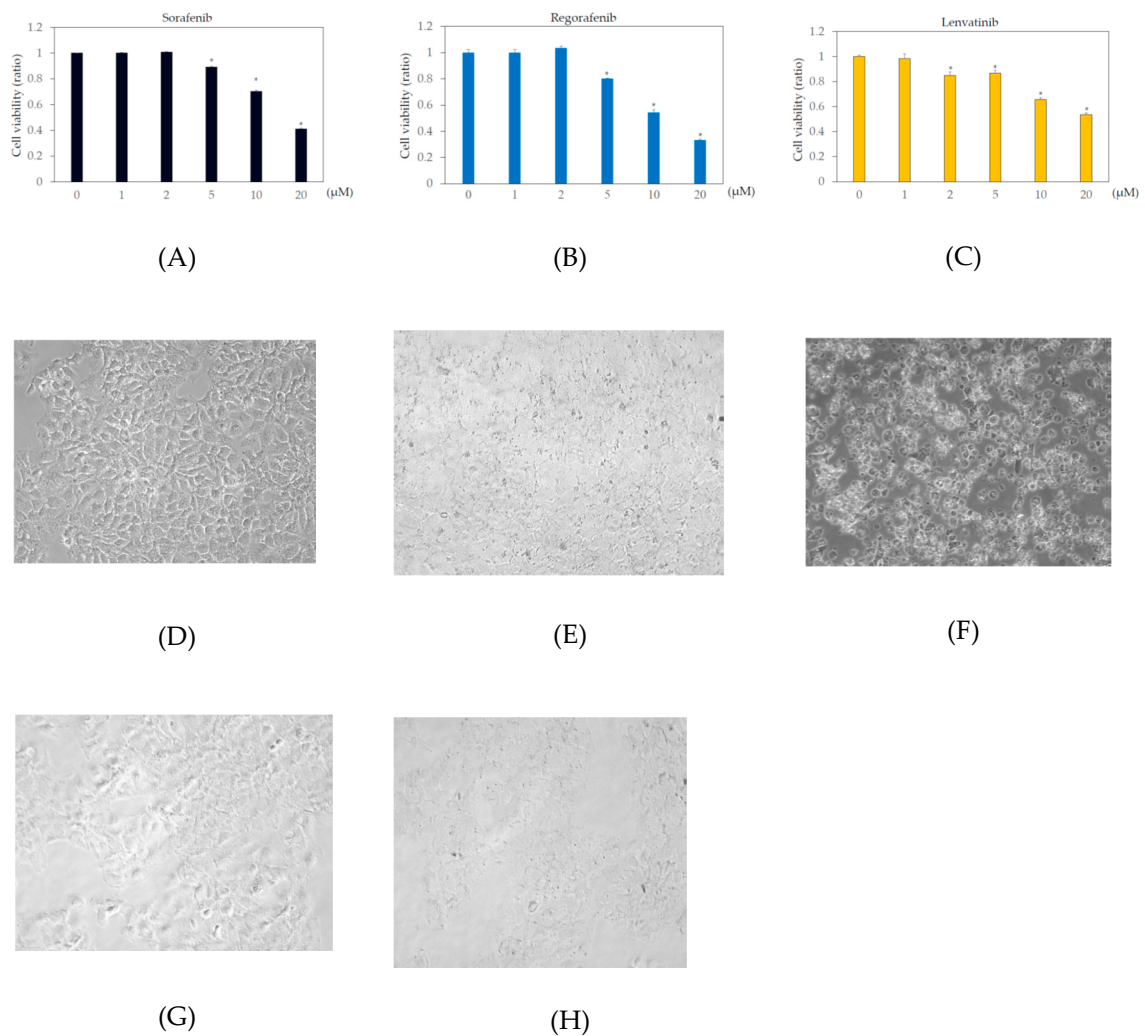 Sorafenib
Cell viability (ratio)
1.2
1
0.8
0.6
0.4
0.2
0
* * *
0 1 2 5 10 20 (μM)
(A)
Regorafenib
Cell viability (ratio)
1.2
1
0.8
0.6
0.4
0.2
0
* * *
0 1 2 5 10 20 (μM)
(B)
Lenvatinib
Cell viability (ratio)
1.2
1
0.8
0.6
0.4
0.2
0
* * * *
0 1 2 5 10 20 (μM)
(C)
(D)
(E)
(F)
(G)
(H)